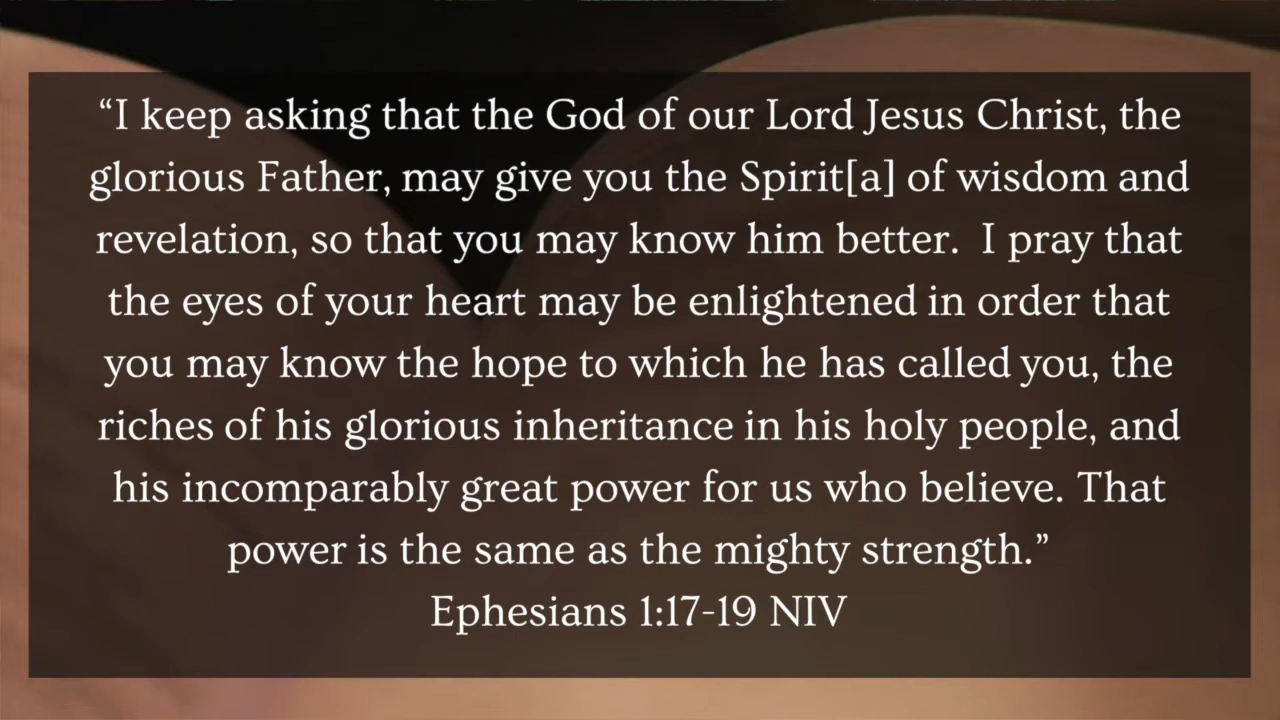 “I keep asking that the God of our Lord Jesus Christ, the
glorious Father, may give you the Spirit[a] of wisdom and
revelation, so that you may know him better.  I pray that
the eyes of your heart may be enlightened in order that
you may know the hope to which he has called you, the
riches of his glorious inheritance in his holy people, and
his incomparably great power for us who believe. That
power is the same as the mighty strength.”
Ephesians 1:17-19 NIV